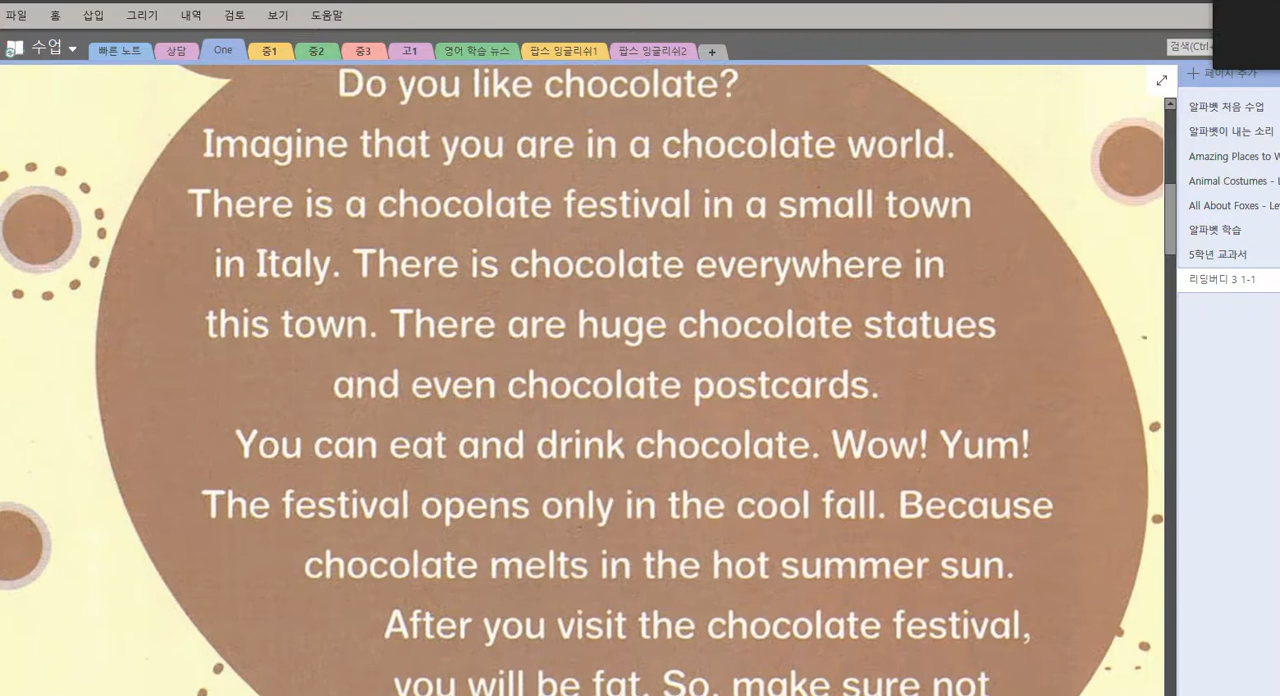 파일 홈 삽입 그리기 내역 검토 보기 도움말
수업 빠른 노트 상담 One 중1 중2 중3 고1 영어 학습 뉴스 팝스 잉글리쉬1 팝스 잉글리쉬2 +
검색(Ctrl+
페이지 추가
알파벳 처음 수업
알파벳이 내는 소리
Amazing Places to W
Animal Costumes - L
All About Foxes - Lev
알파벳 학습
5학년 교과서
리딩버디 3 1-1
Do you like chocolate?
Imagine that you are in a chocolate world.
There is a chocolate festival in a small town
in Italy. There is chocolate everywhere in
this town. There are huge chocolate statues
and even chocolate postcards.
You can eat and drink chocolate. Wow! Yum!
The festival opens only in the cool fall. Because
chocolate melts in the hot summer sun.
After you visit the chocolate festival,
you will be fat. So, make sure not